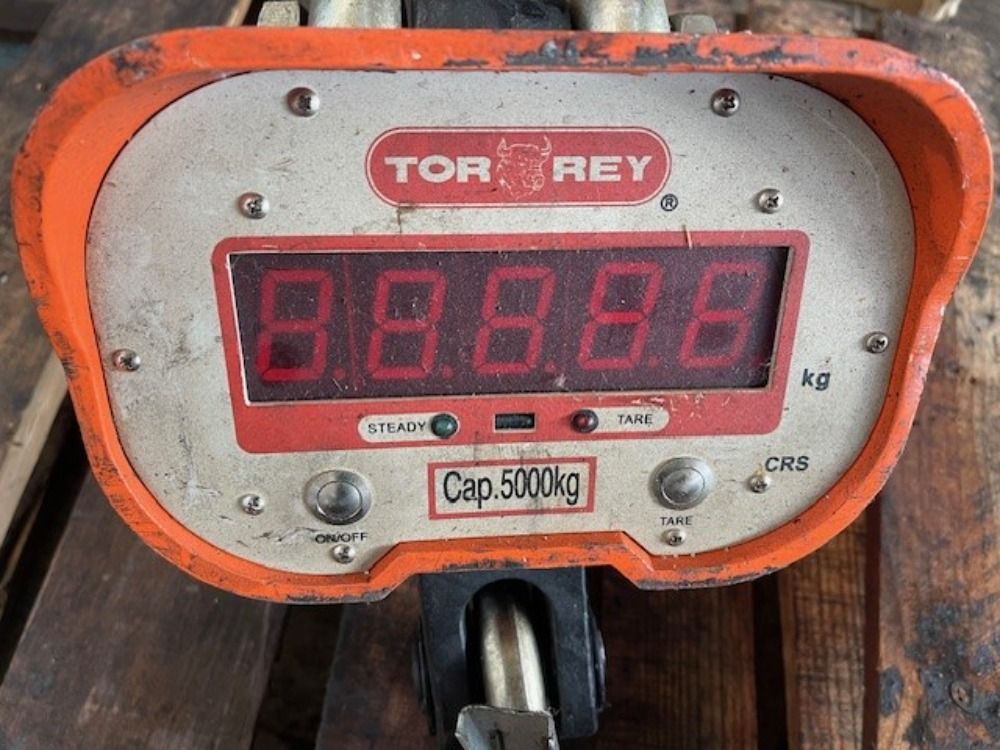 TOR REY
®
kg
STEADY TARE
Cap.5000kg
CRS
ON/OFF
TARE